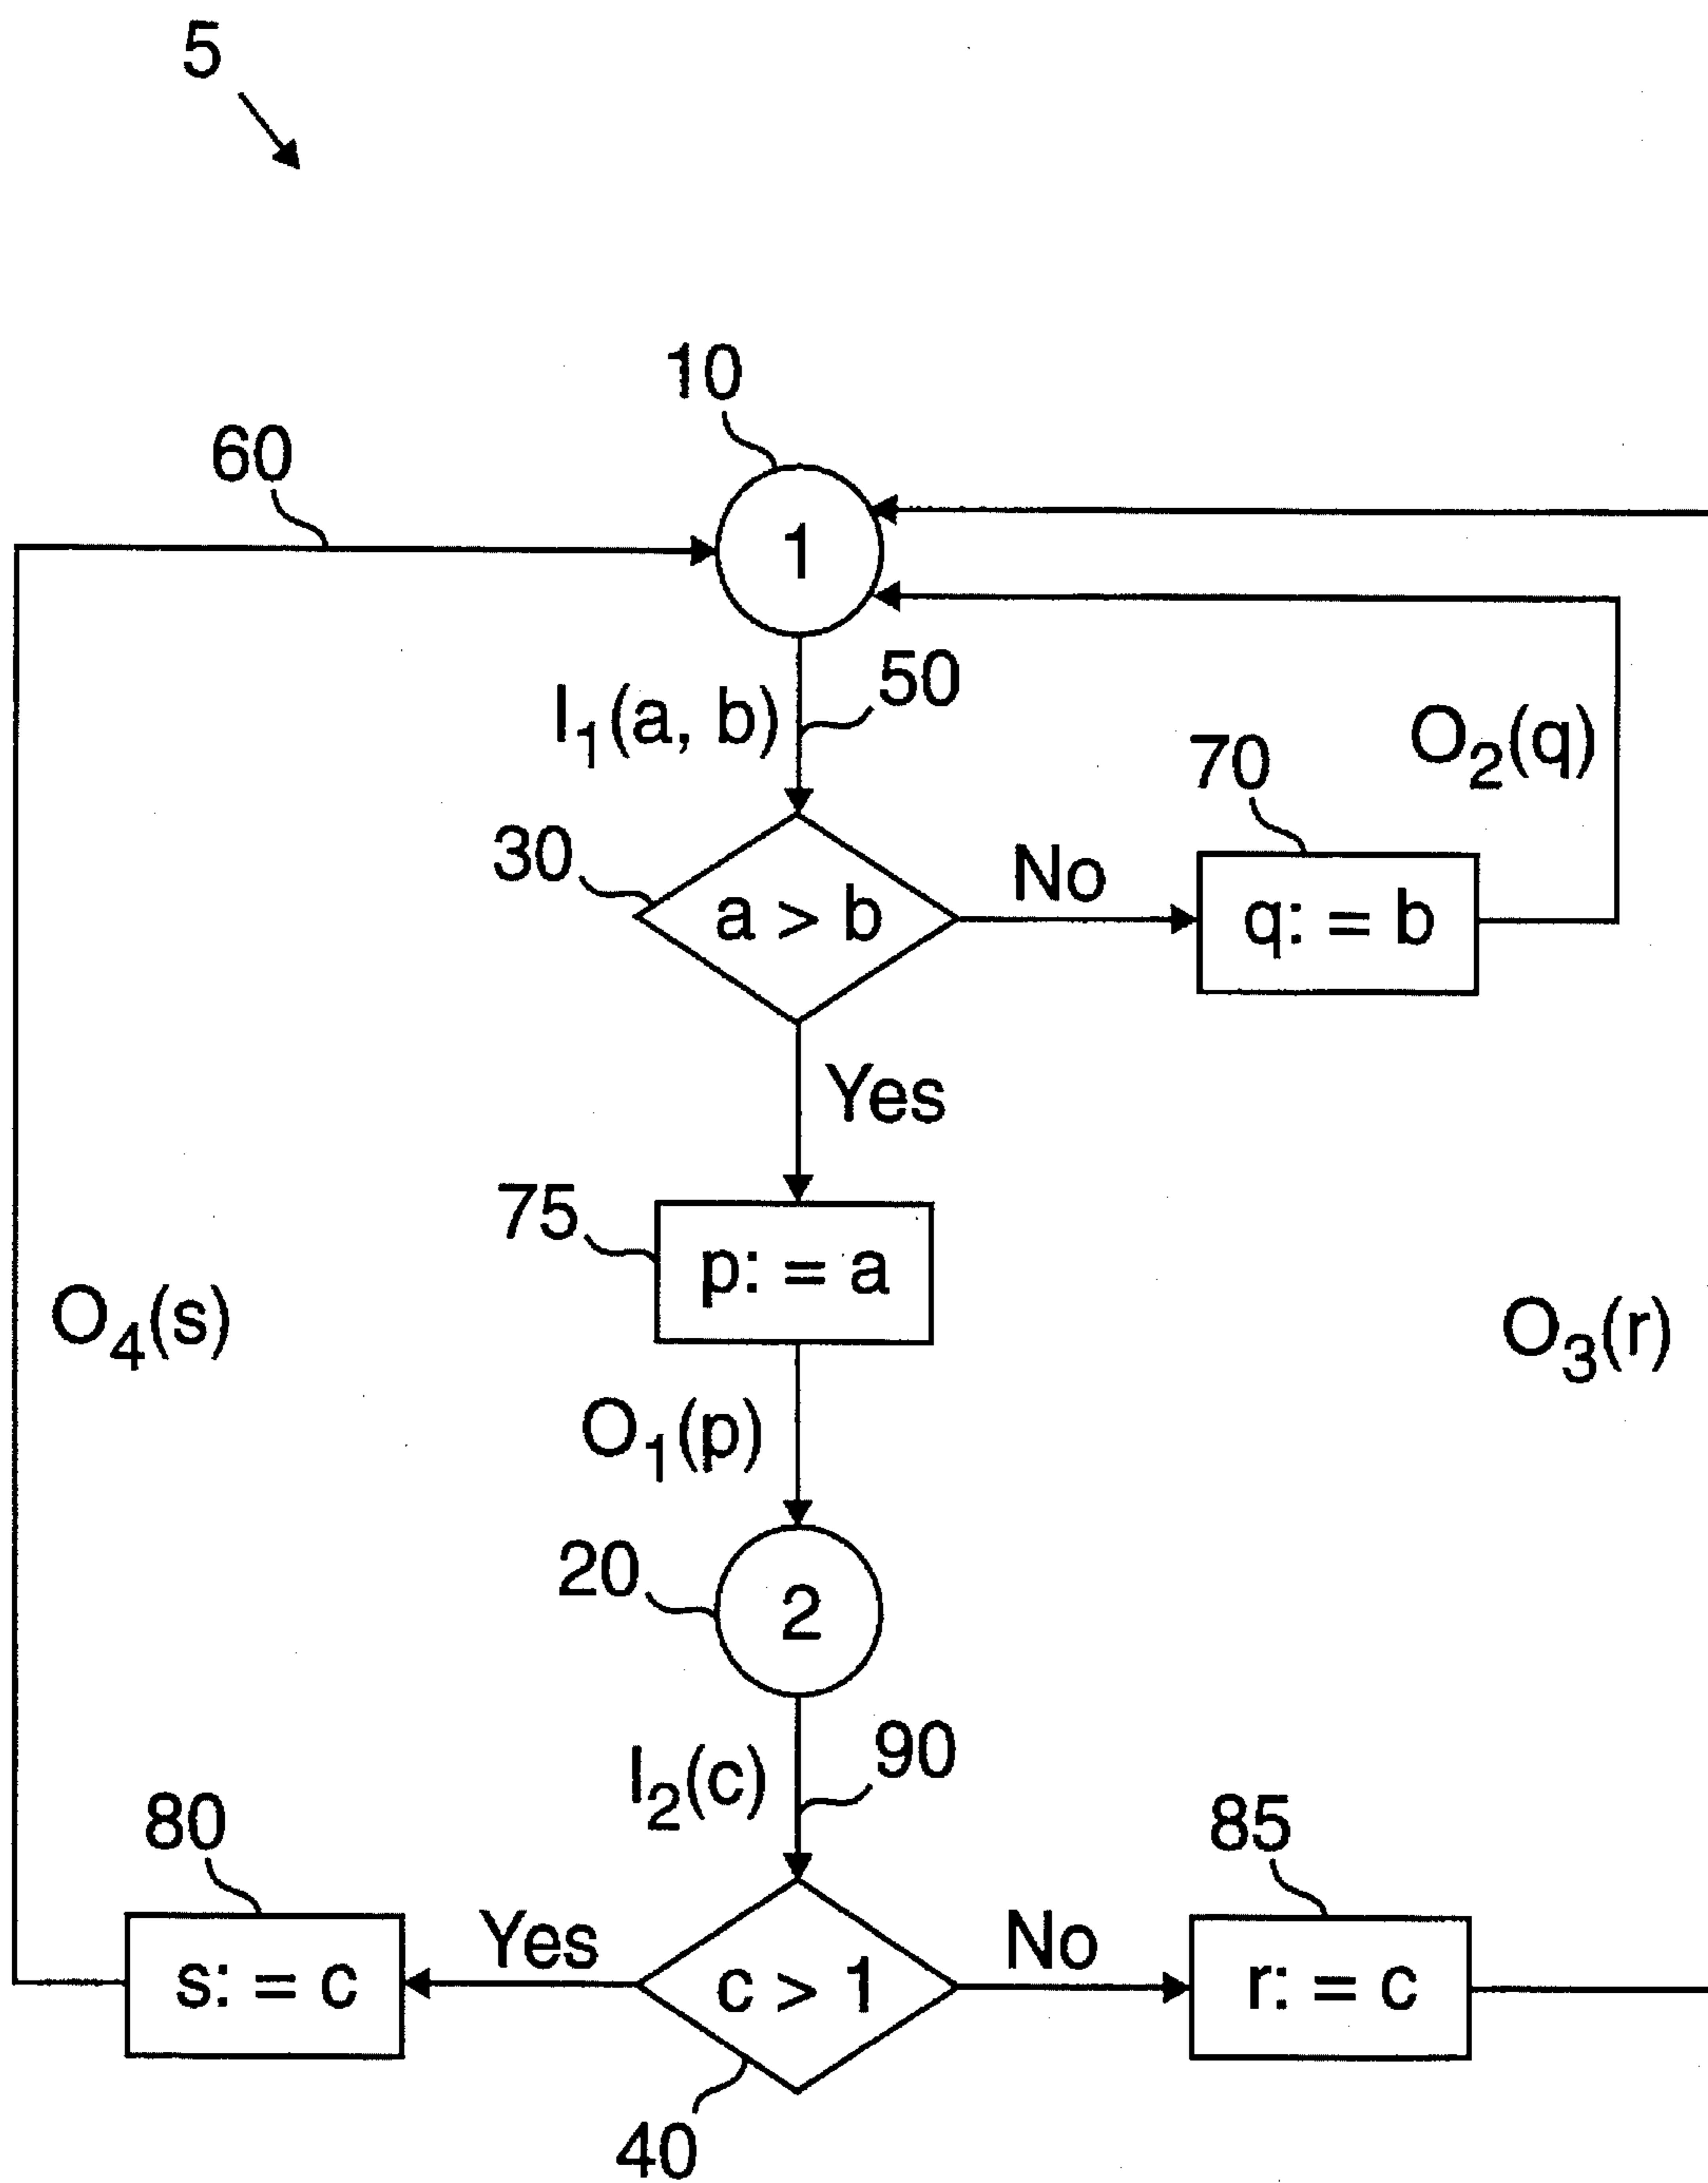 5
10
60
1
I₁(a, b)
50
O₂(q)
70
30
a > b
No
q: = b
Yes
75
p: = a
O₄(s)
O₃(r)
O₁(p)
20
2
I₂(c)
90
80
85
s: = c
Yes
c > 1
No
r: = c
40